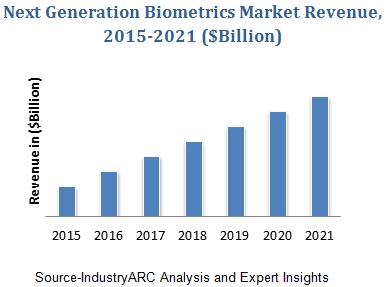 Next Generation Biometrics Market Revenue,
2015-2021 ($Billion)
Revenue in ($Billion)
2015 2016 2017 2018 2019 2020 2021
Source-IndustryARC Analysis and Expert Insights